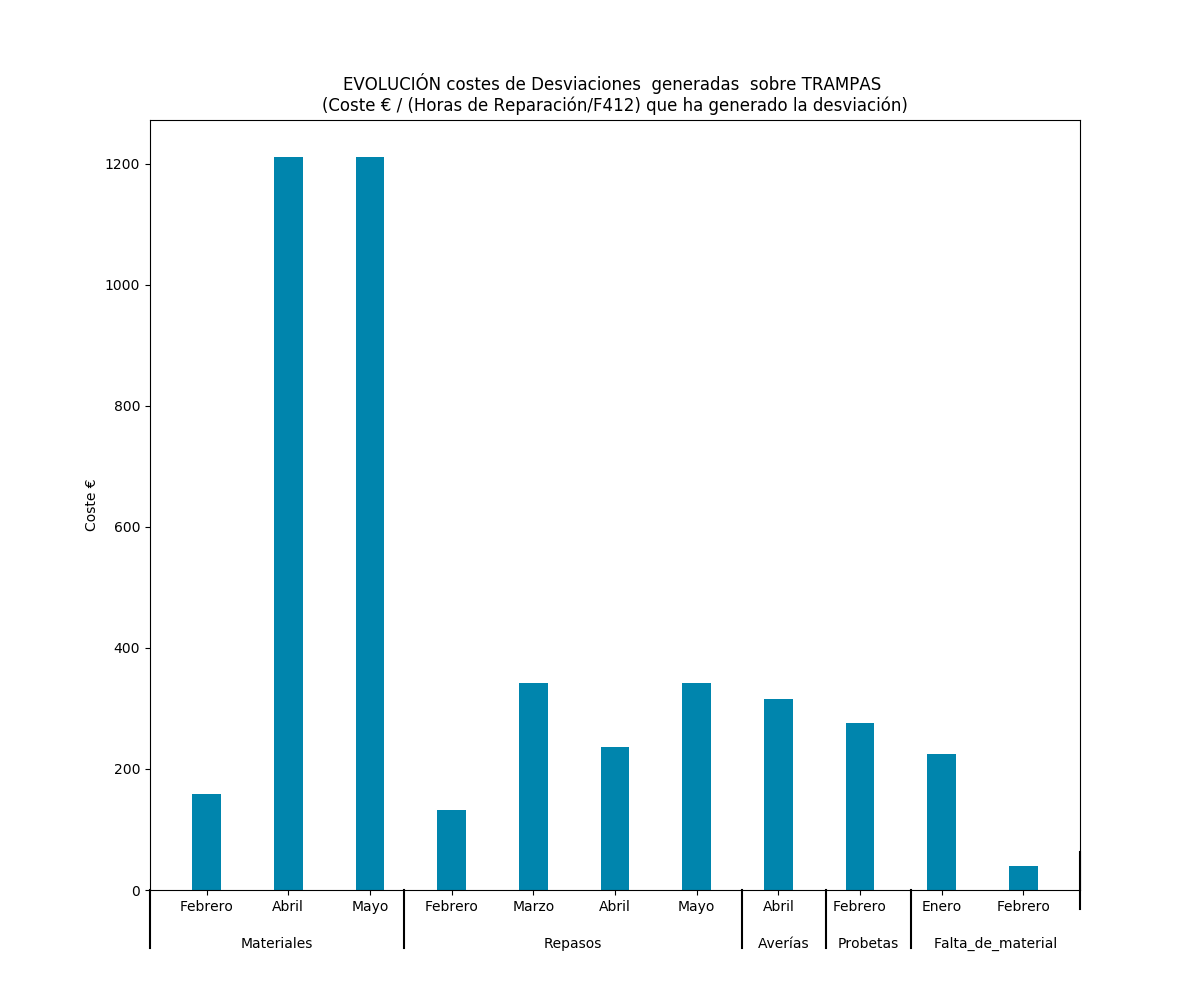 EVOLUCIÓN costes de Desviaciones  generadas  sobre TRAMPAS
(Coste € / (Horas de Reparación/F412) que ha generado la desviación)
1200
1000
800
600
400
200
0
Coste €
Febrero Abril Mayo Febrero Marzo Abril Mayo Abril Febrero Enero Febrero
Materiales Repasos Averías Probetas Falta_de_material